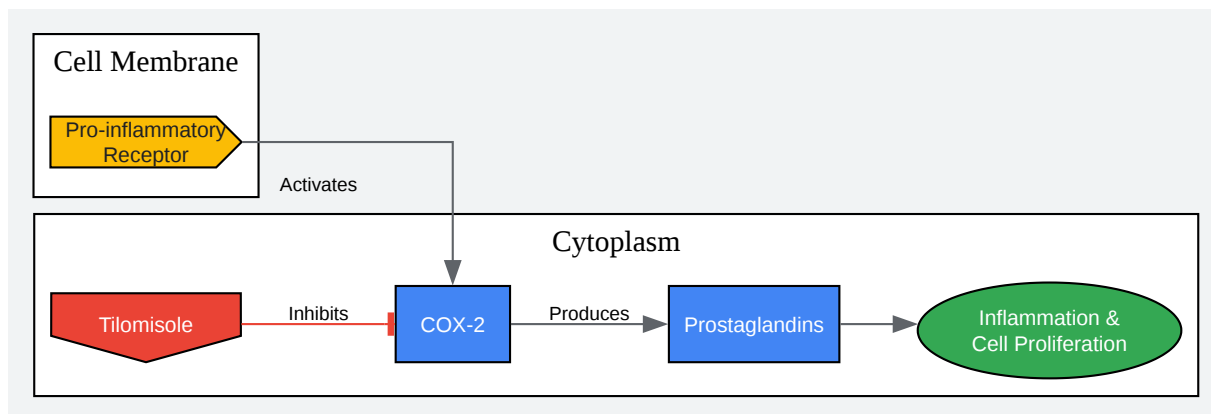 Cell Membrane
Pro-inflammatory
Receptor
Activates
Cytoplasm
Tilomisole
Inhibits
COX-2
Produces
Prostaglandins
Inflammation &
Cell Proliferation